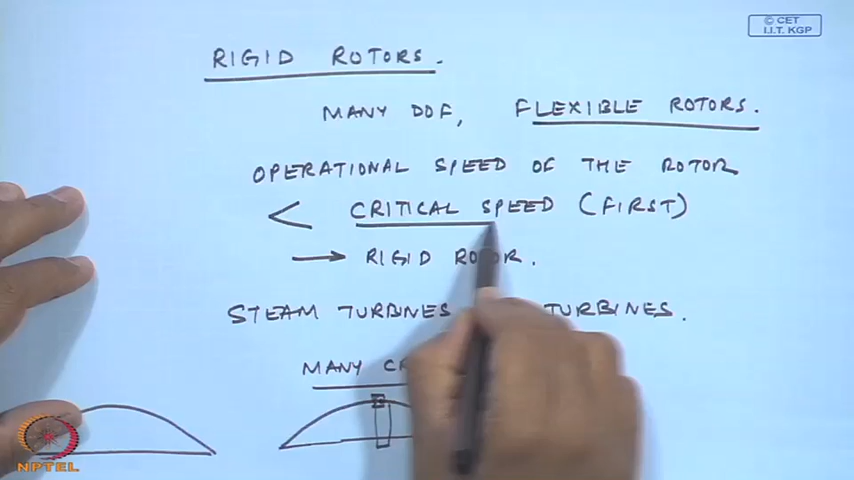 © CET
I.I.T. KGP
RIGID ROTORS.
MANY DOF, FLEXIBLE ROTORS.
OPERATIONAL SPEED OF THE ROTOR
< CRITICAL SPEED (FIRST)
→ RIGID ROTOR.
STEAM TURBINES TURBINES.
MANY
NPTEL